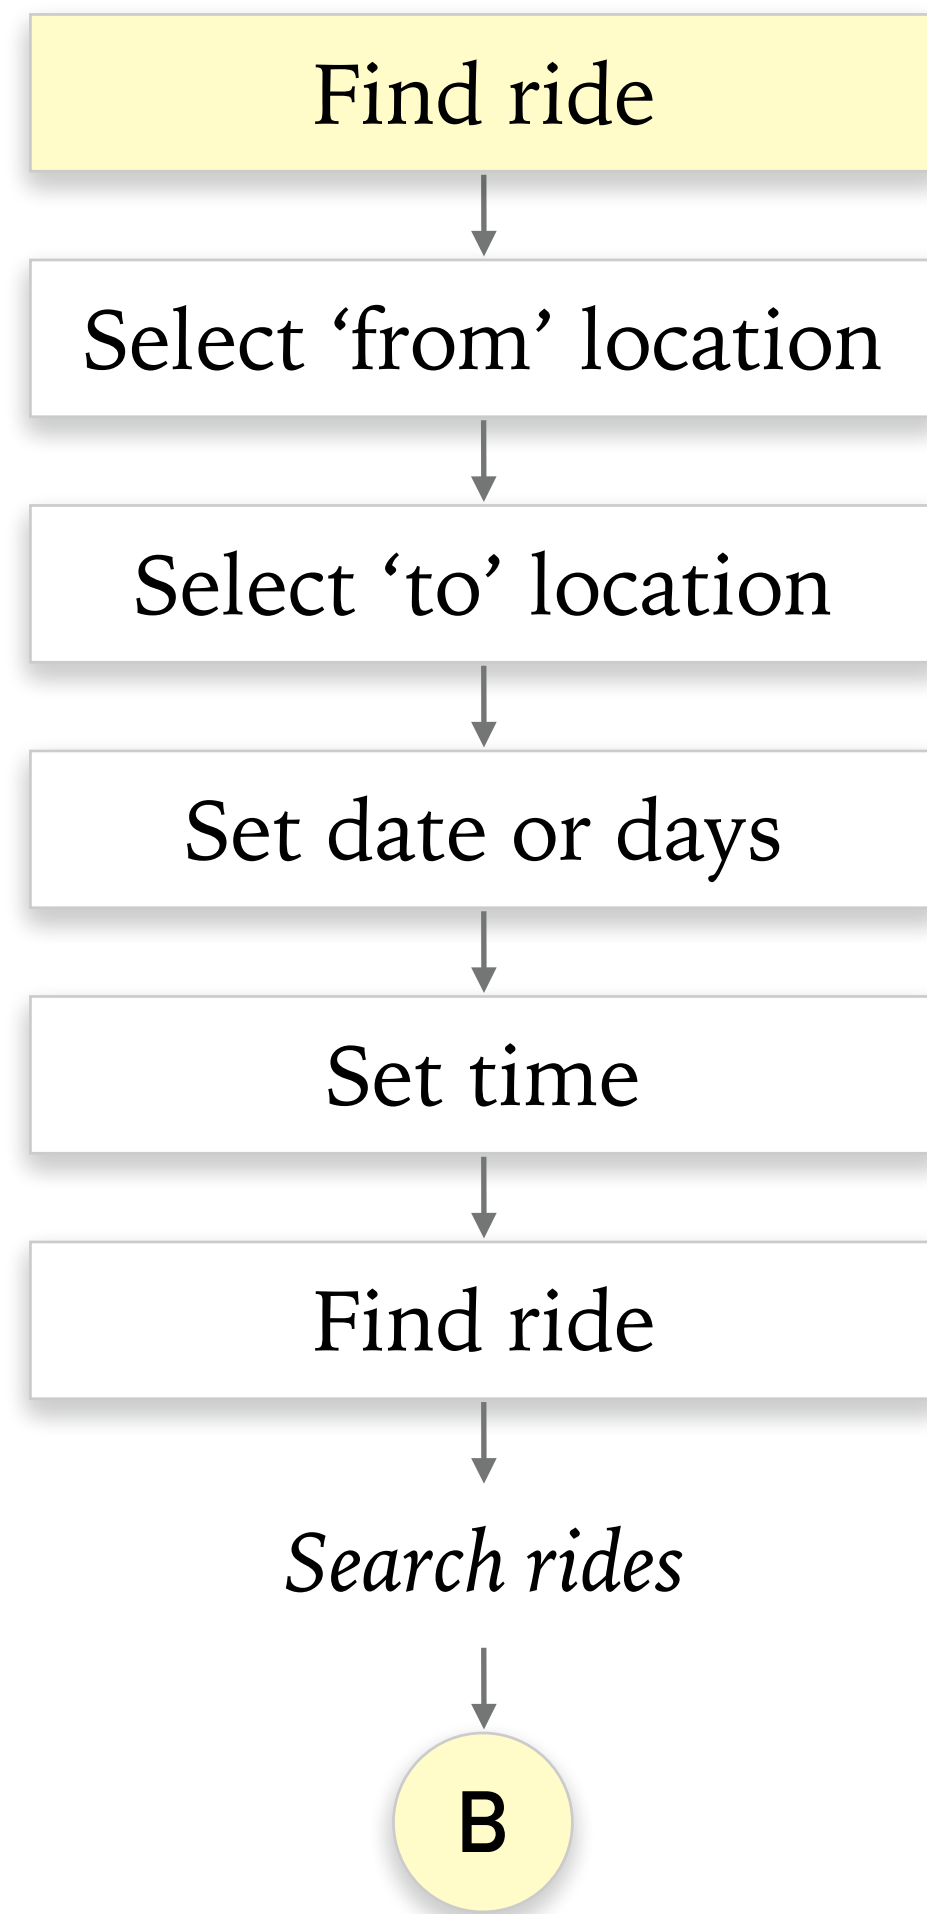 Find ride
Select ‘from’ location
Select ‘to’ location
Set date or days
Set time
Find ride
Search rides
B